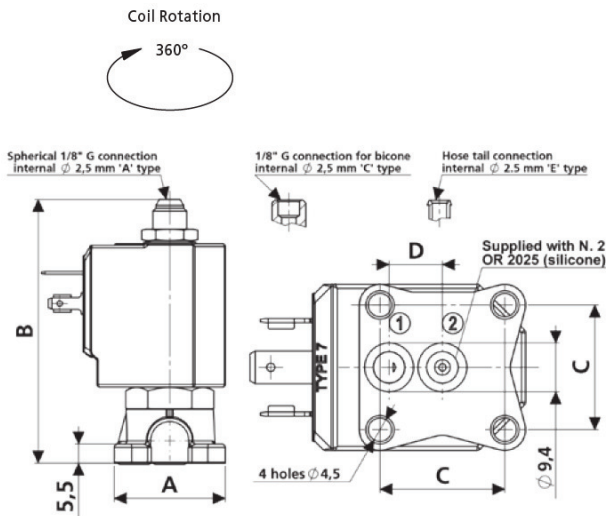 Coil Rotation
360°
Spherical 1/8" G connection
internal ∅ 2,5 mm 'A' type
1/8" G connection for bicone
internal ∅ 2,5 mm 'C' type
Hose tail connection
internal ∅ 2.5 mm 'E' type
D
Supplied with N. 2
OR 2025 (silicone)
B
1
2
TYPE 7
C
5,5
A
4 holes ∅ 4,5
C
∅ 9,4